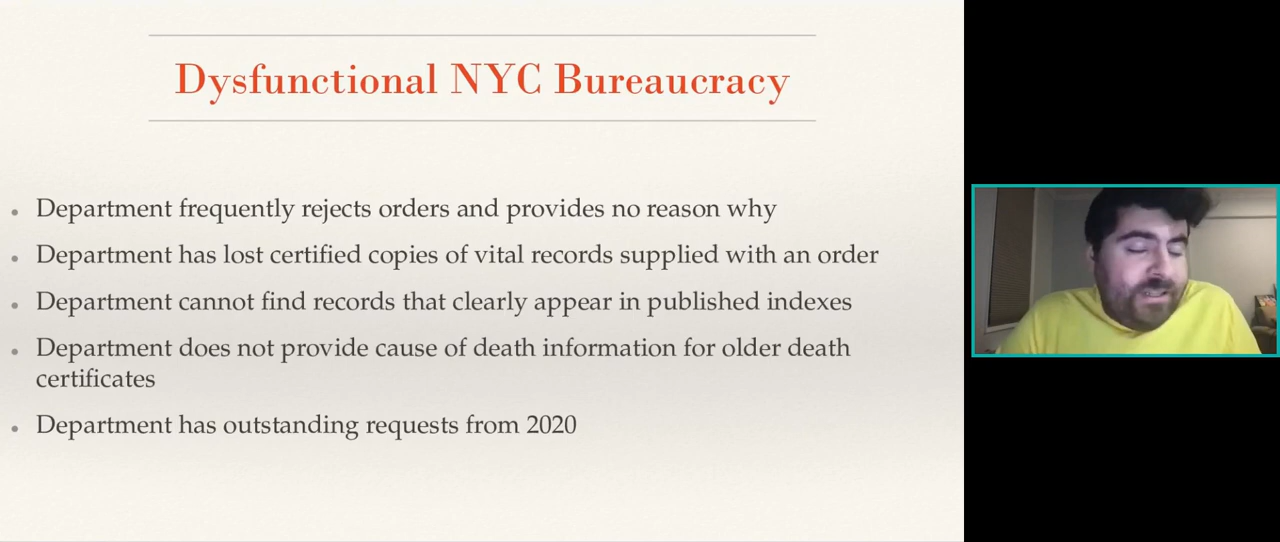 Dysfunctional NYC Bureaucracy
Department frequently rejects orders and provides no reason why
Department has lost certified copies of vital records supplied with an order
Department cannot find records that clearly appear in published indexes
Department does not provide cause of death information for older death
certificates
Department has outstanding requests from 2020